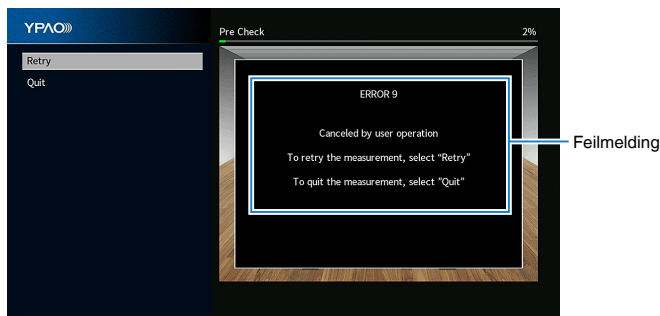 YPAO
Pre Check 2%
Retry
Quit
ERROR 9
Canceled by user operation
To retry the measurement, select “Retry”
To quit the measurement, select ”Quit”
Feilmelding